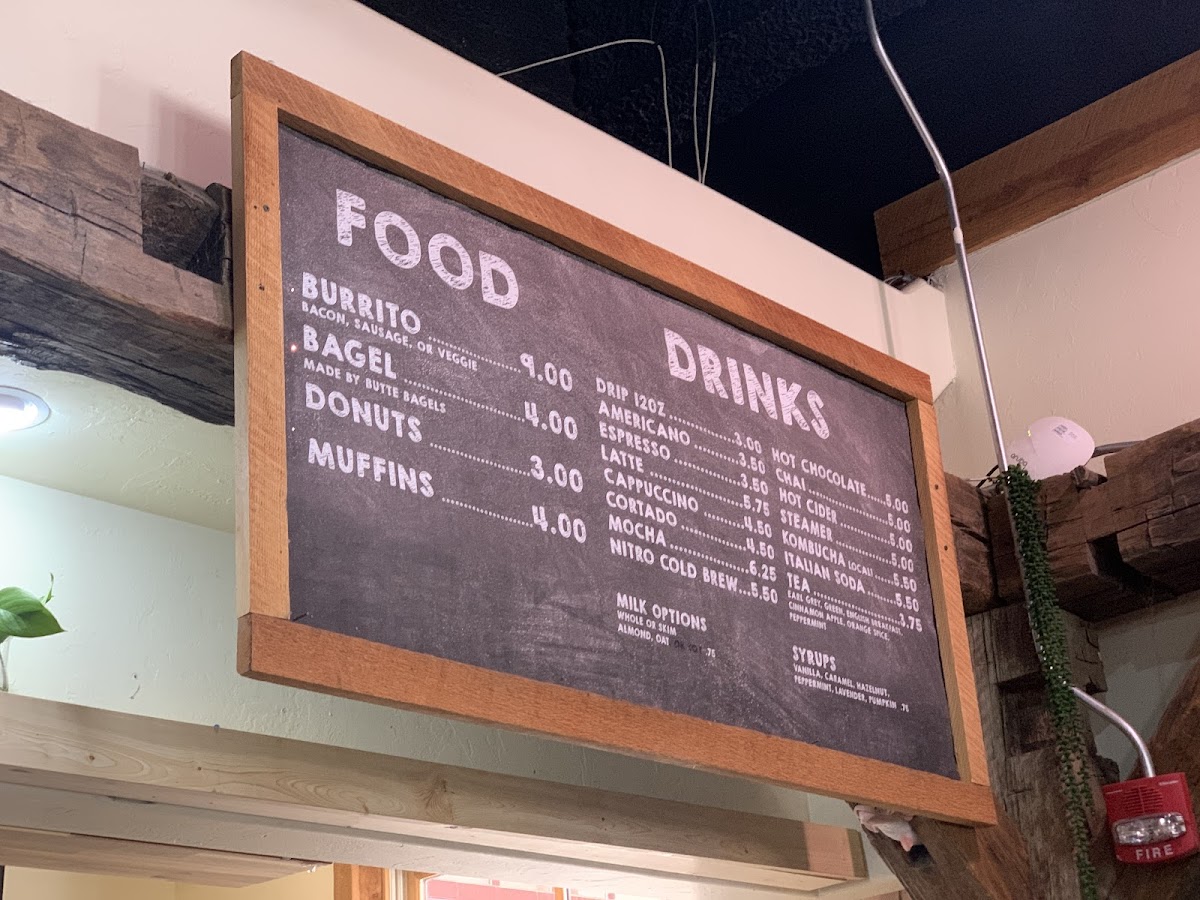 FOOD
BURRITO ..................... 9.00
BACON, SAUSAGE, OR VEGGIE
BAGEL ..................... 4.00
MADE BY BUTTE BAGELS
DONUTS ..................... 3.00
MUFFINS ..................... 4.00
DRINKS
DRIP 12OZ ............... 3.00
AMERICANO ............ 3.50
ESPRESSO ............... 3.50
LATTE ..................... 5.75
CAPPUCCINO ......... 4.50
CORTADO ............... 4.50
MOCHA .................. 6.25
NITRO COLD BREW ... 5.50
MILK OPTIONS
WHOLE OR SKIM
ALMOND, OAT .75
HOT CHOCOLATE ..... 5.00
CHAI ..................... 5.00
HOT CIDER ............ 5.00
STEAMER ............... 5.00
KOMBUCHA LOCAL! ..... 5.50
ITALIAN SODA ........ 5.50
TEA ..................... 3.75
EARL GREY, GREEN, ENGLISH BREAKFAST,
CINNAMON APPLE, ORANGE SPICE,
PEPPERMINT
SYRUPS
VANILLA, CARAMEL, HAZELNUT,
PEPPERMINT, LAVENDER, PUMPKIN .75
FIRE